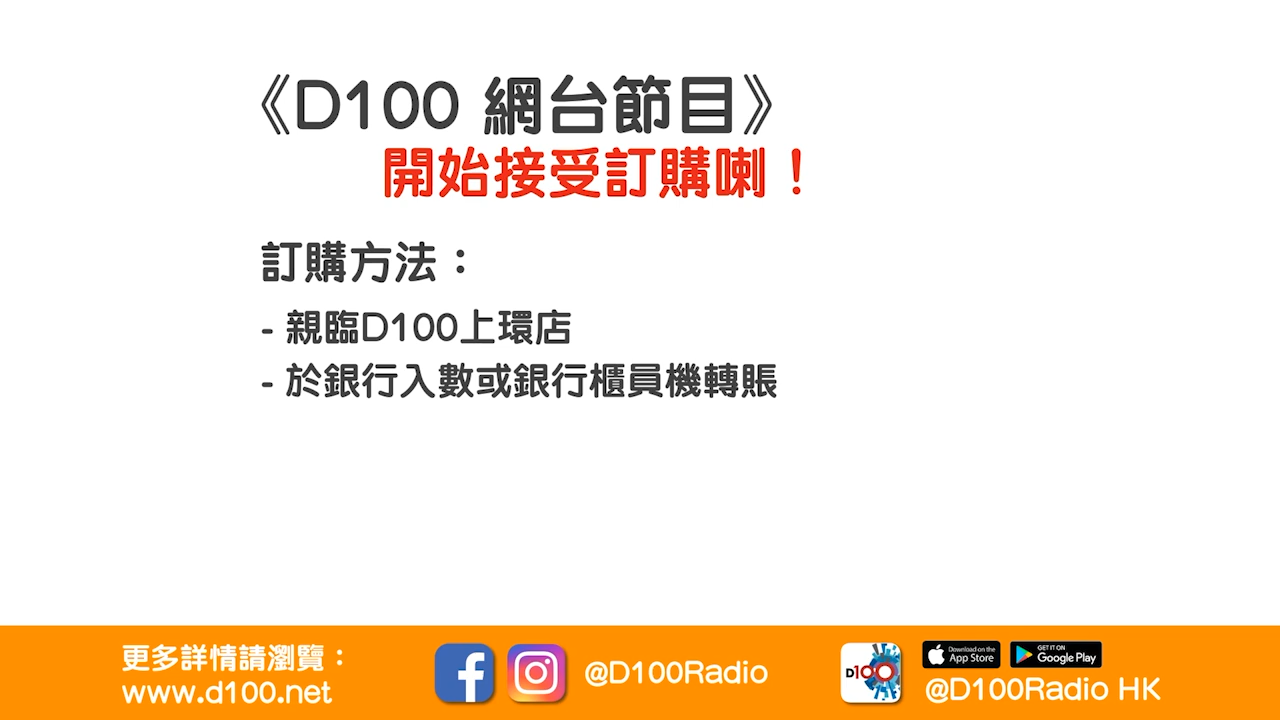 《D100 網台節目》
開始接受訂購喇！
訂購方法：
- 親臨D100上環店
- 於銀行入數或銀行櫃員機轉賬
更多詳情請瀏覽：
www.d100.net
@D100Radio
D100
Download on the
App Store
GET IT ON
Google Play
@D100Radio HK